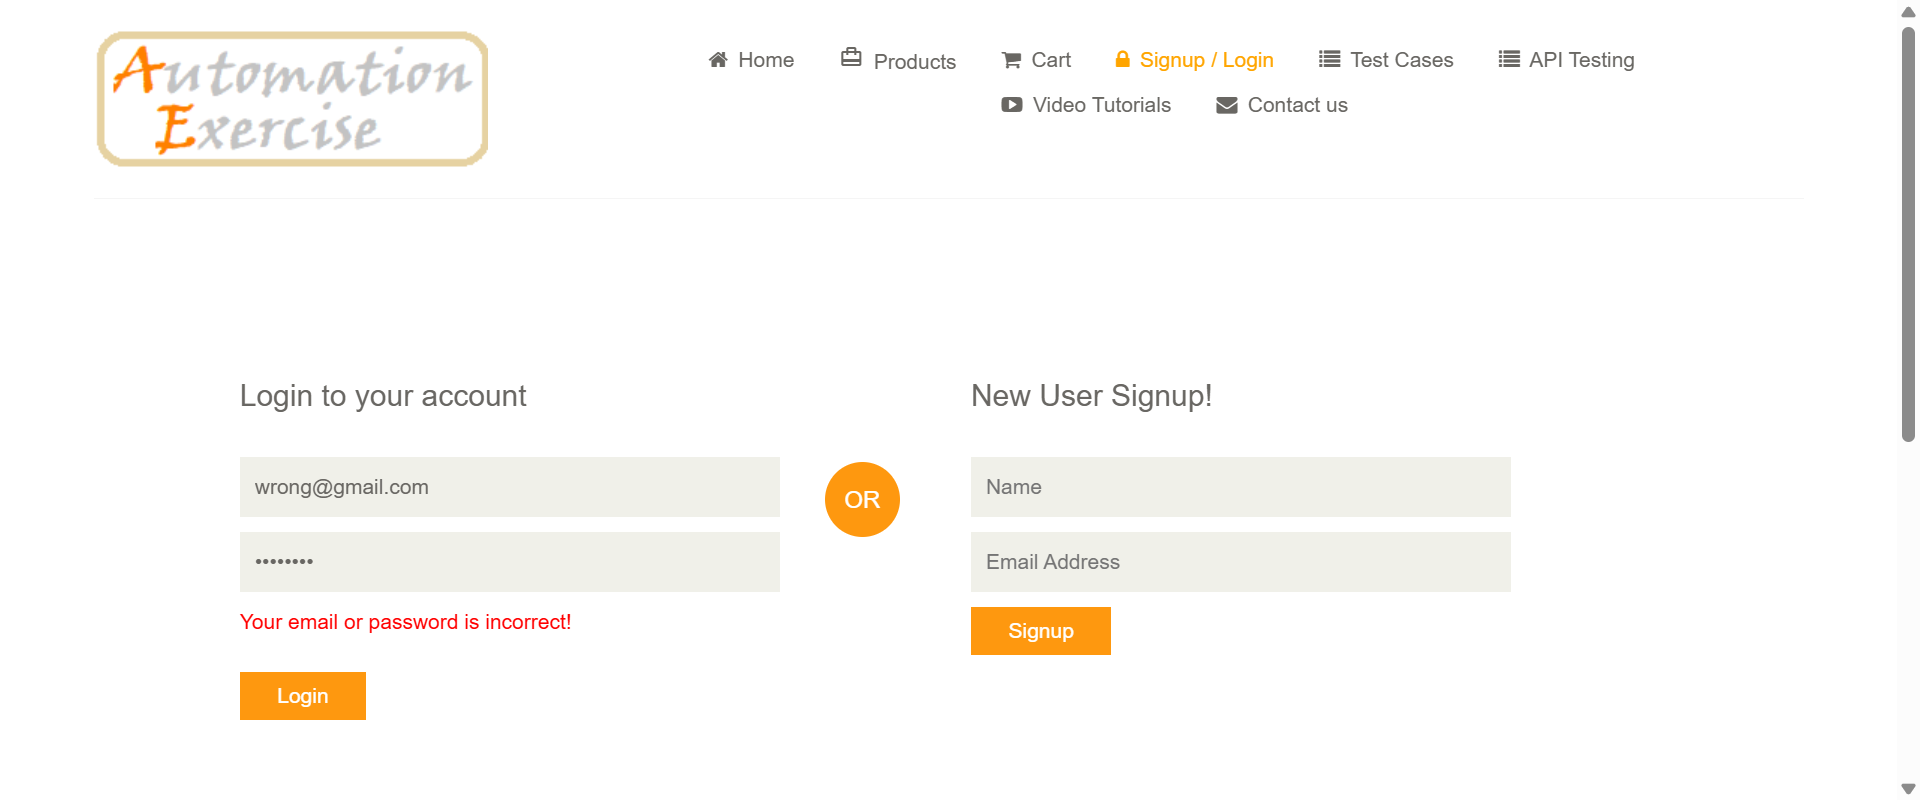 Automation
Exercise
Home
Products
Cart
Signup / Login
Test Cases
API Testing
Video Tutorials
Contact us
Login to your account
wrong@gmail.com
••••••••
Your email or password is incorrect!
Login
OR
New User Signup!
Name
Email Address
Signup